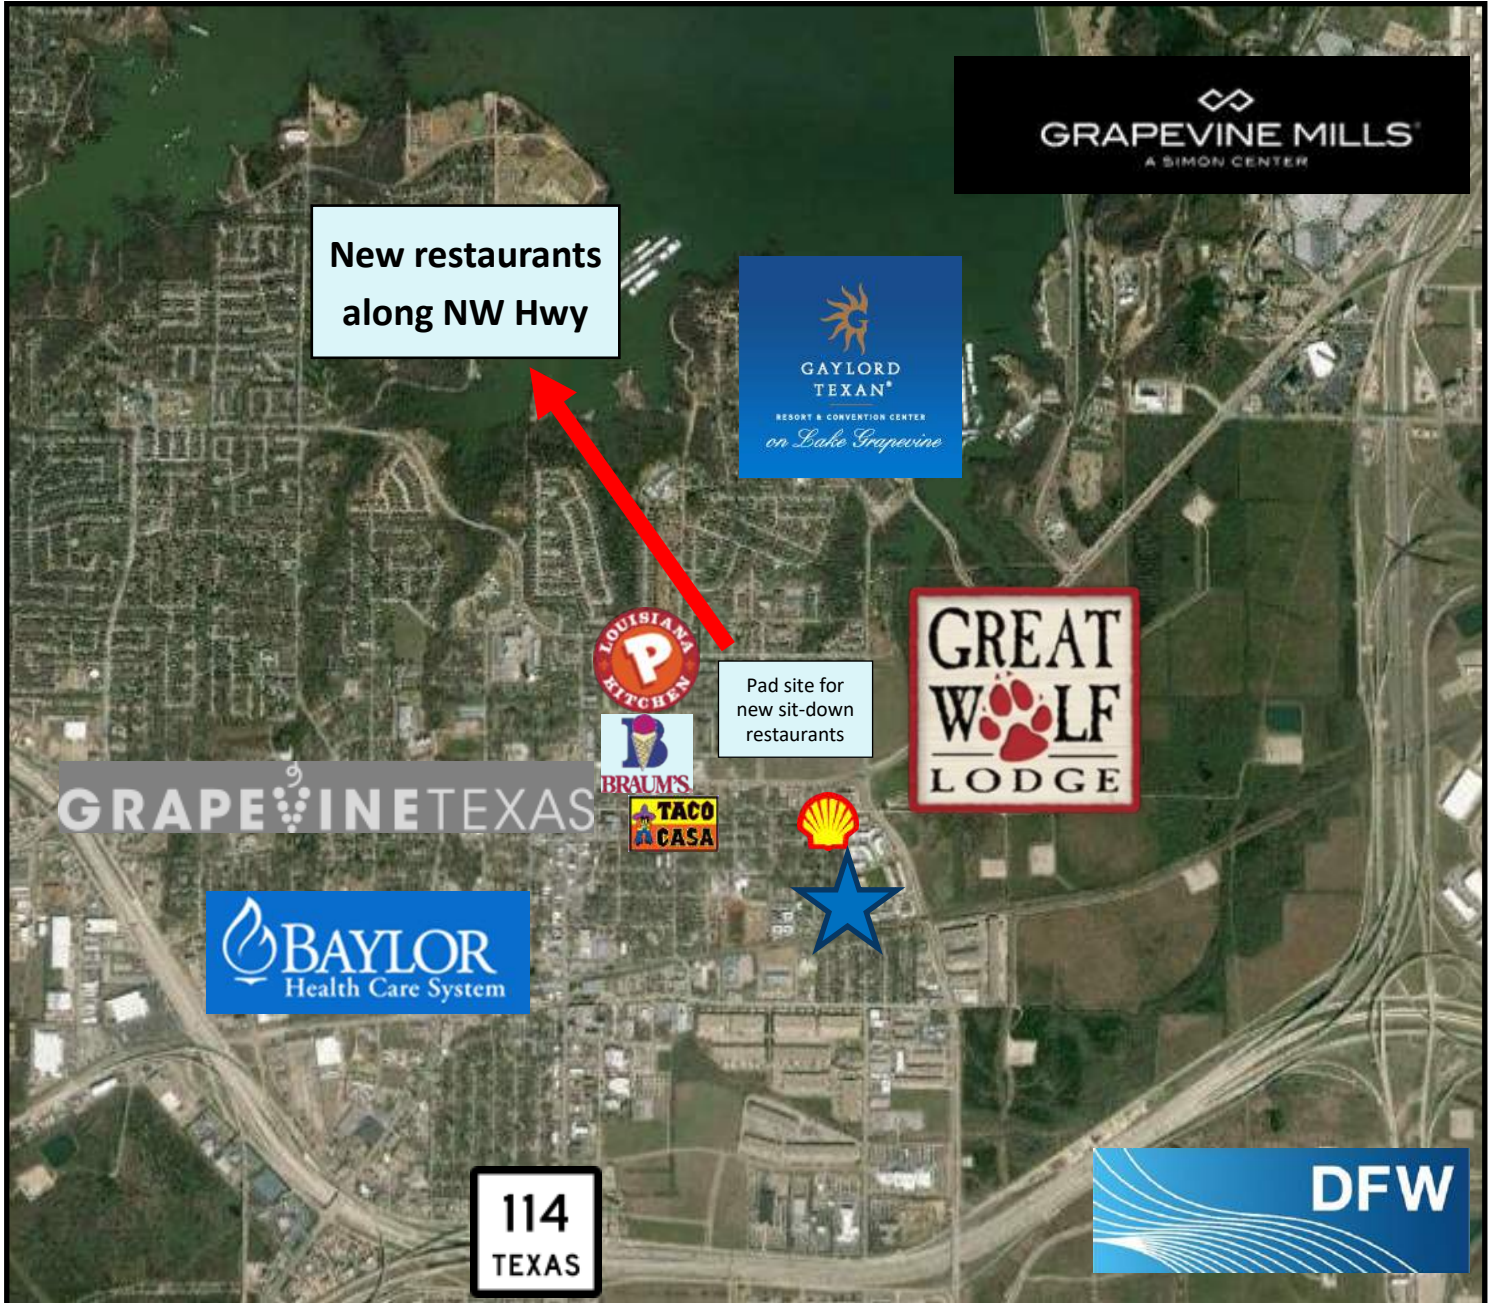 GRAPEVINE MILLS®
A SIMON CENTER
New restaurants
along NW Hwy
G
GAYLORD
TEXAN®
RESORT & CONVENTION CENTER
on Lake Grapevine
LOUISIANA
P
KITCHEN
GREAT
WOLF
LODGE
Pad site for
new sit-down
restaurants
B
BRAUM'S
GRAPEVINETEXAS
TACO
CASA
BAYLOR
Health Care System
114
TEXAS
DFW